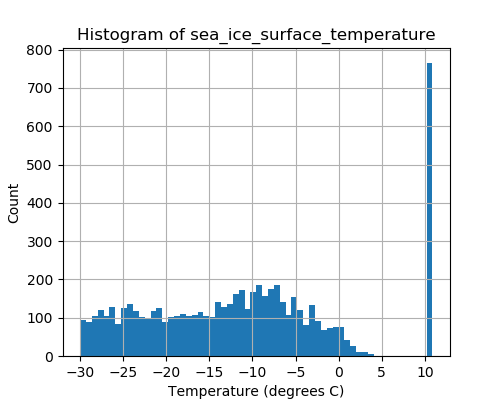 Histogram of sea_ice_surface_temperature
800
700
600
500
400
300
200
100
0
Count
−30 −25 −20 −15 −10 −5 0 5 10
Temperature (degrees C)